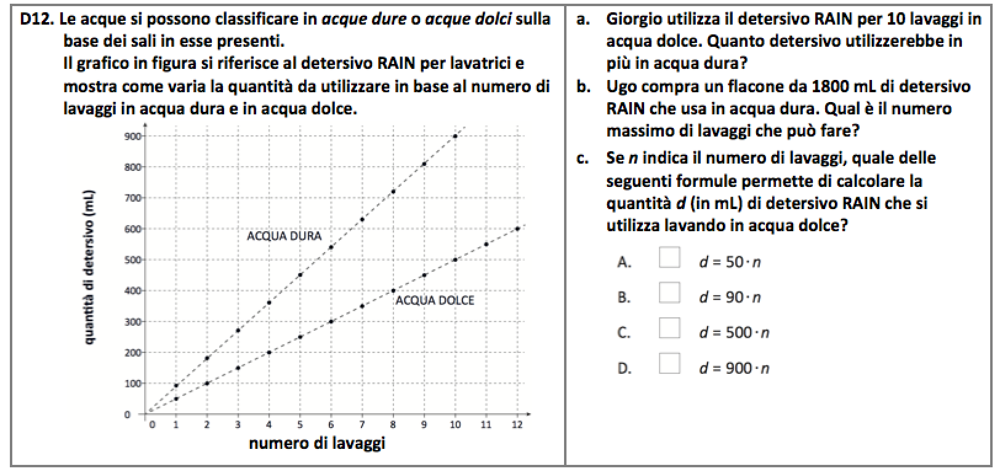 D12. Le acque si possono classificare in acque dure o acque dolci sulla
base dei sali in esse presenti.
Il grafico in figura si riferisce al detersivo RAIN per lavatrici e
mostra come varia la quantità da utilizzare in base al numero di
lavaggi in acqua dura e in acqua dolce.
quantità di detersivo (mL)
900
800
700
600
500
400
300
200
100
0
ACQUA DURA
ACQUA DOLCE
0 1 2 3 4 5 6 7 8 9 10 11 12
numero di lavaggi
a. Giorgio utilizza il detersivo RAIN per 10 lavaggi in
acqua dolce. Quanto detersivo utilizzerebbe in
più in acqua dura?
b. Ugo compra un flacone da 1800 mL di detersivo
RAIN che usa in acqua dura. Qual è il numero
massimo di lavaggi che può fare?
c. Se n indica il numero di lavaggi, quale delle
seguenti formule permette di calcolare la
quantità d (in mL) di detersivo RAIN che si
utilizza lavando in acqua dolce?
A. d = 50·n
B. d = 90·n
C. d = 500·n
D. d = 900·n